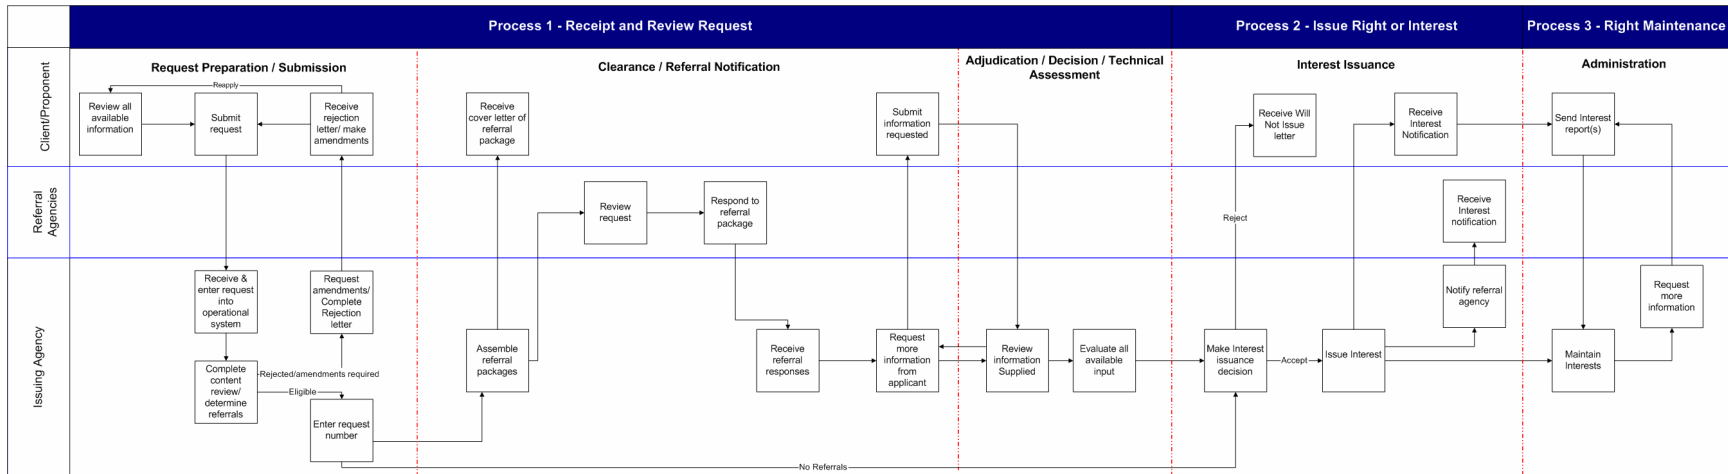 Process 1 - Receipt and Review Request
Process 2 - Issue Right or Interest
Process 3 - Right Maintenance
Request Preparation / Submission
Clearance / Referral Notification
Adjudication / Decision / Technical
Assessment
Interest Issuance
Administration
Client/Proponent
Reapply
Review all
available
information
Submit
request
Receive
rejection
letter/ make
amendments
Receive
cover letter of
referral
package
Submit
information
requested
Receive Will
Not Issue
letter
Receive
Interest
Notification
Send Interest
report(s)
Referral
Agencies
Review
request
Respond to
referral
package
Reject
Receive
Interest
notification
Issuing Agency
Receive &
enter request
into
operational
system
Request
amendments/
Complete
Rejection
letter
Notify referral
agency
Request
more
information
Complete
content
review/
determine
referrals
Rejected/amendments required
Eligible
Enter request
number
Assemble
referral
packages
Receive
referral
responses
Request
more
information
from
applicant
Review
information
Supplied
Evaluate all
available
input
Make Interest
issuance
decision
Accept
Issue Interest
Maintain
Interests
No Referrals